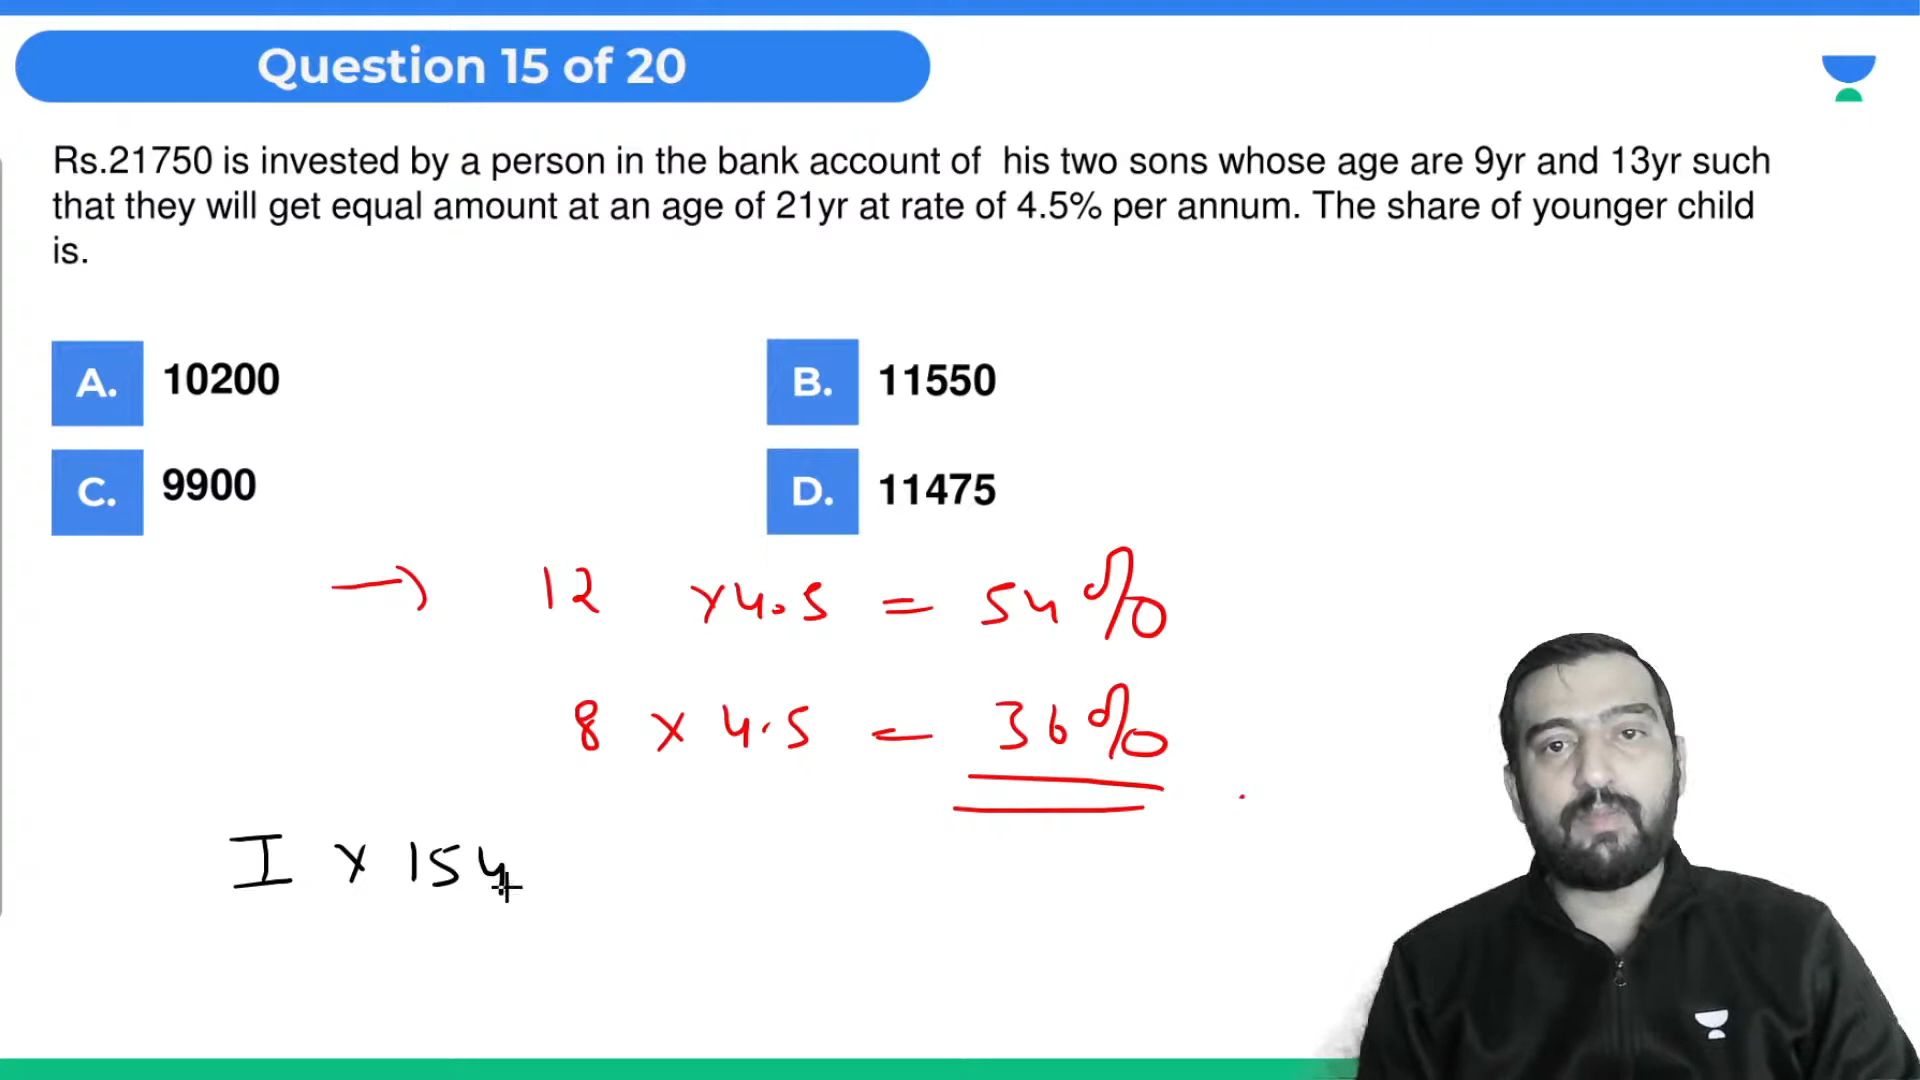 Question 15 of 20
Rs.21750 is invested by a person in the bank account of his two sons whose age are 9yr and 13yr such
that they will get equal amount at an age of 21yr at rate of 4.5% per annum. The share of younger child
is.
A. 10200
B. 11550
C. 9900
D. 11475
→ 12 x4.5 = 54%
8 x 4.5 = 36%
I x 154